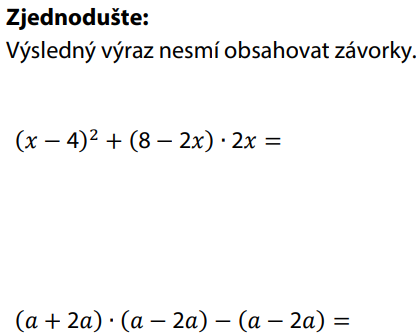 Zjednodušte:
Výsledný výraz nesmí obsahovat závorky.
(x − 4)² + (8 − 2x) · 2x =
(a + 2a) · (a − 2a) − (a − 2a) =